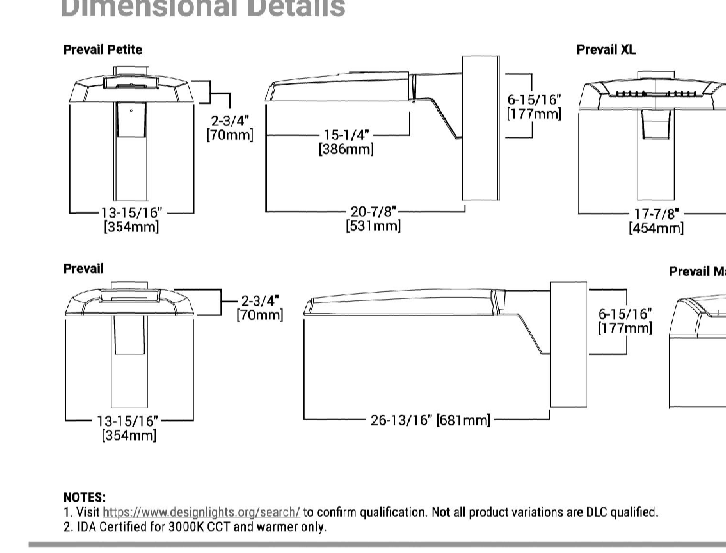 Dimensional Details
Prevail Petite
Prevail XL
2-3/4"
[70mm]
15-1/4"
[386mm]
6-15/16"
[177mm]
13-15/16"
[354mm]
20-7/8"
[531mm]
17-7/8"
[454mm]
Prevail
Prevail
2-3/4"
[70mm]
6-15/16"
[177mm]
13-15/16"
[354mm]
26-13/16" [681mm]
NOTES:
1. Visit https://www.designlights.org/search/ to confirm qualification. Not all product variations are DLC qualified.
2. IDA Certified for 3000K CCT and warmer only.